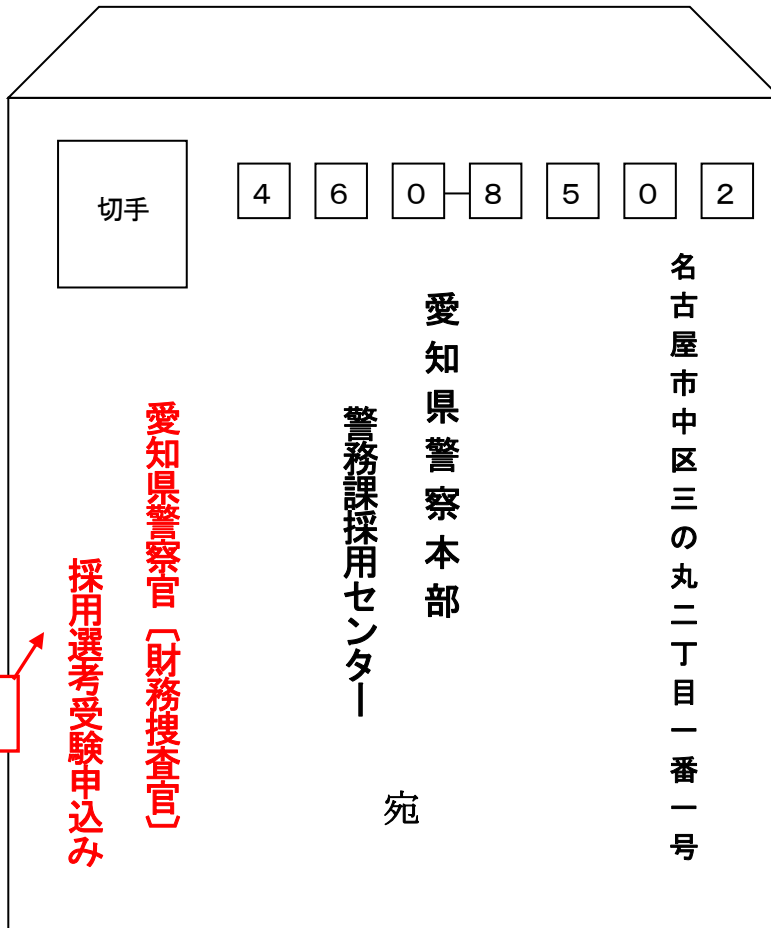 切手
460-8502
名古屋市中区三の丸二丁目一番一号
愛知県警察本部
警務課採用センター
宛
愛知県警察官〔財務捜査官〕
採用選考受験申込み